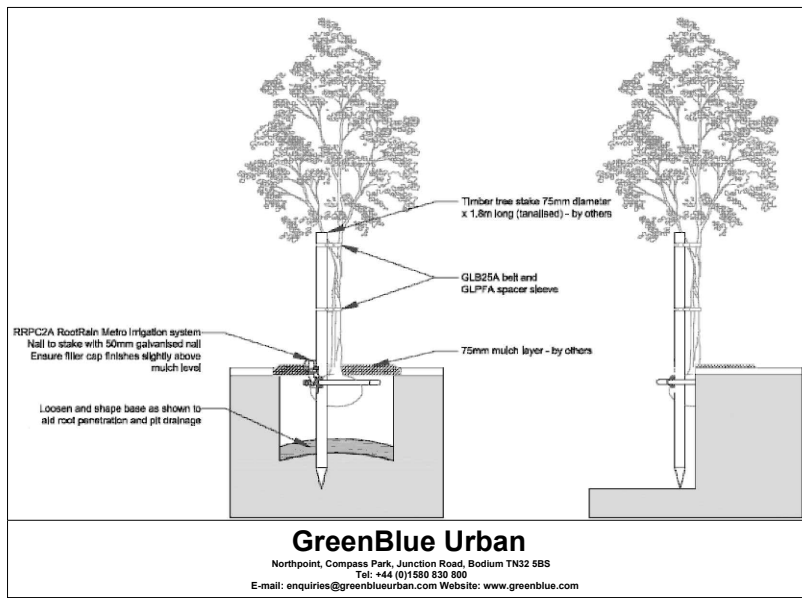 Timber tree stake 75mm diameter
x 1.8m long (tanalised) - by others
GLB25A belt and
GLPFA spacer sleeve
RRPC2A RootRain Metro irrigation system
Nail to stake with 50mm galvanised nail
Ensure filler cap finishes slightly above
mulch level
75mm mulch layer - by others
Loosen and shape base as shown to
aid root penetration and pit drainage
GreenBlue Urban
Northpoint, Compass Park, Junction Road, Bodium TN32 5BS
Tel: +44 (0)1580 830 800
E-mail: enquiries@greenblueurban.com Website: www.greenblue.com